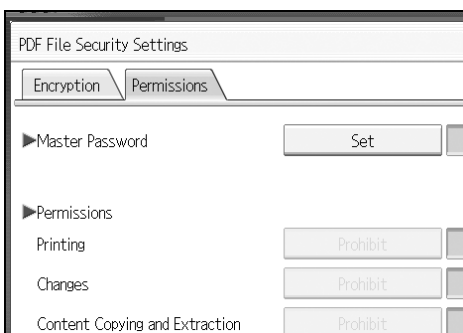 PDF File Security Settings
Encryption Permissions
▶Master Password Set
▶Permissions
Printing Prohibit
Changes Prohibit
Content Copying and Extraction Prohibit